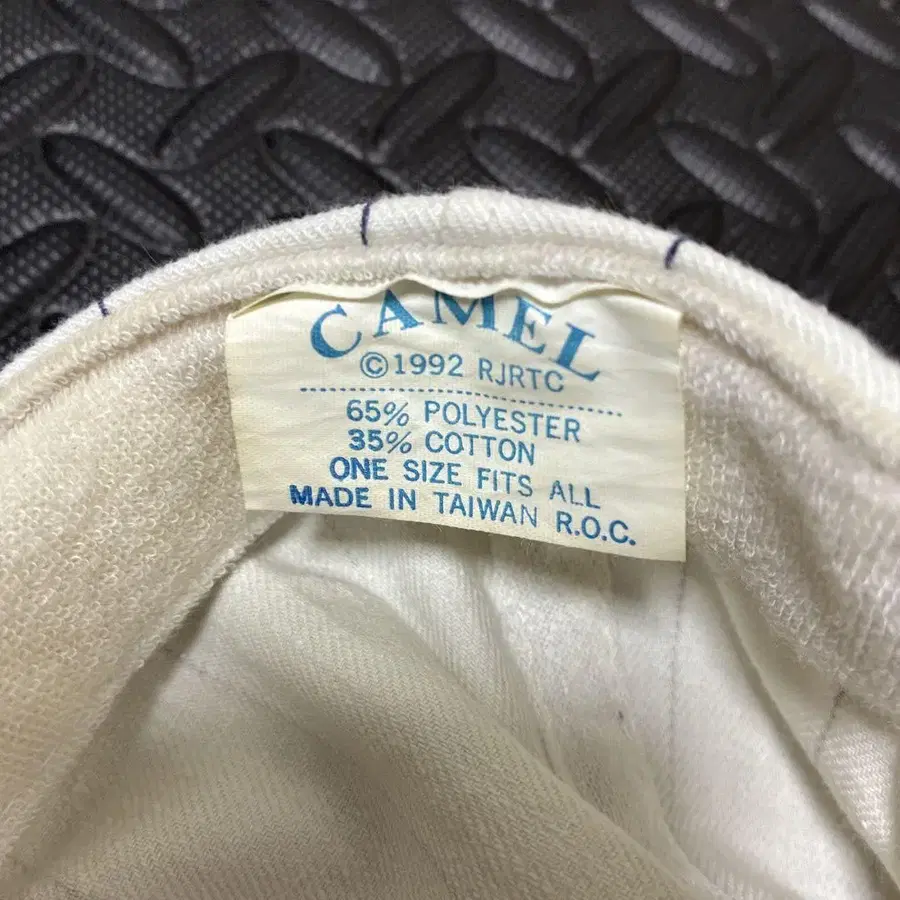 CAMEL
©1992 RJRTC
65% POLYESTER
35% COTTON
ONE SIZE FITS ALL
MADE IN TAIWAN R.O.C.